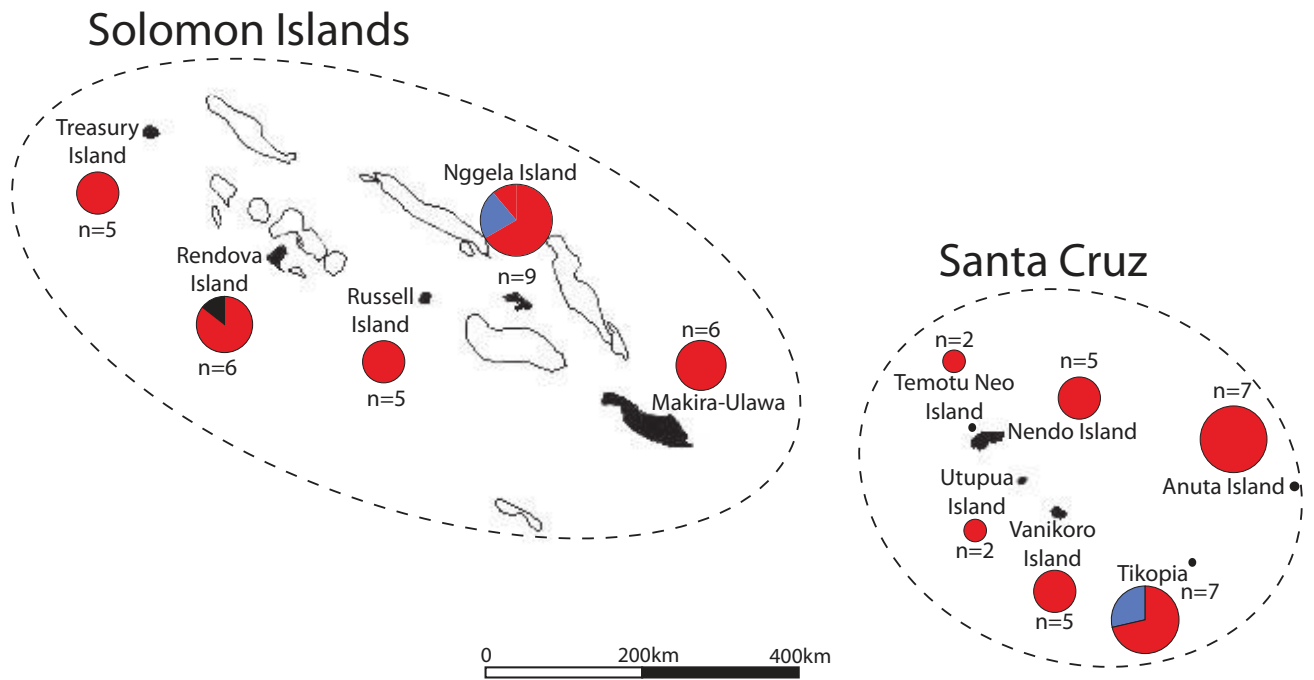 Solomon Islands
Treasury
Island
n=5
Nggela Island
n=9
Rendova
Island
n=6
Russell
Island
n=5
n=6
Makira-Ulawa
Santa Cruz
n=2
Temotu Neo
Island
n=5
Nendo Island
n=7
Anuta Island
Utupua
Island
n=2
Vanikoro
Island
n=5
Tikopia
n=7
0
200km
400km